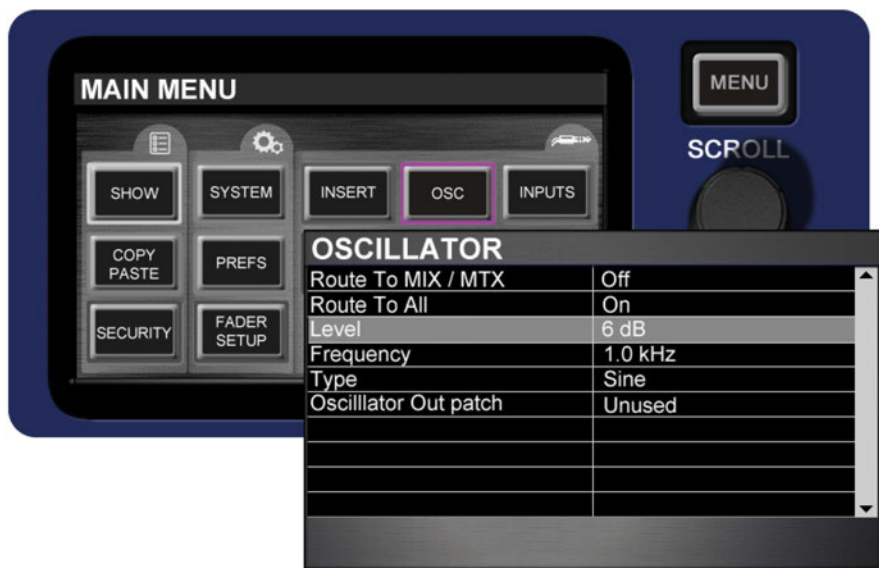 MAIN MENU
MENU
SCROLL
SHOW
SYSTEM
INSERT
OSC
INPUTS
COPY
PASTE
PREFS
SECURITY
FADER
SETUP
OSCILLATOR
Route To MIX / MTX Off
Route To All On
Level 6 dB
Frequency 1.0 kHz
Type Sine
Oscilllator Out patch Unused